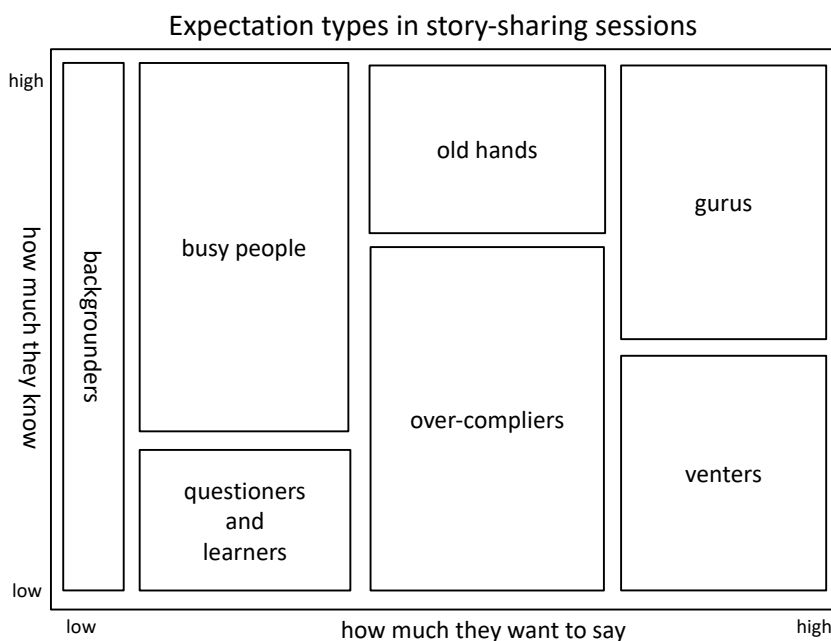 Expectation types in story-sharing sessions
high
old hands
gurus
busy people
how much they know
backgrounders
over-compliers
venters
questioners
and
learners
low
low
how much they want to say
high